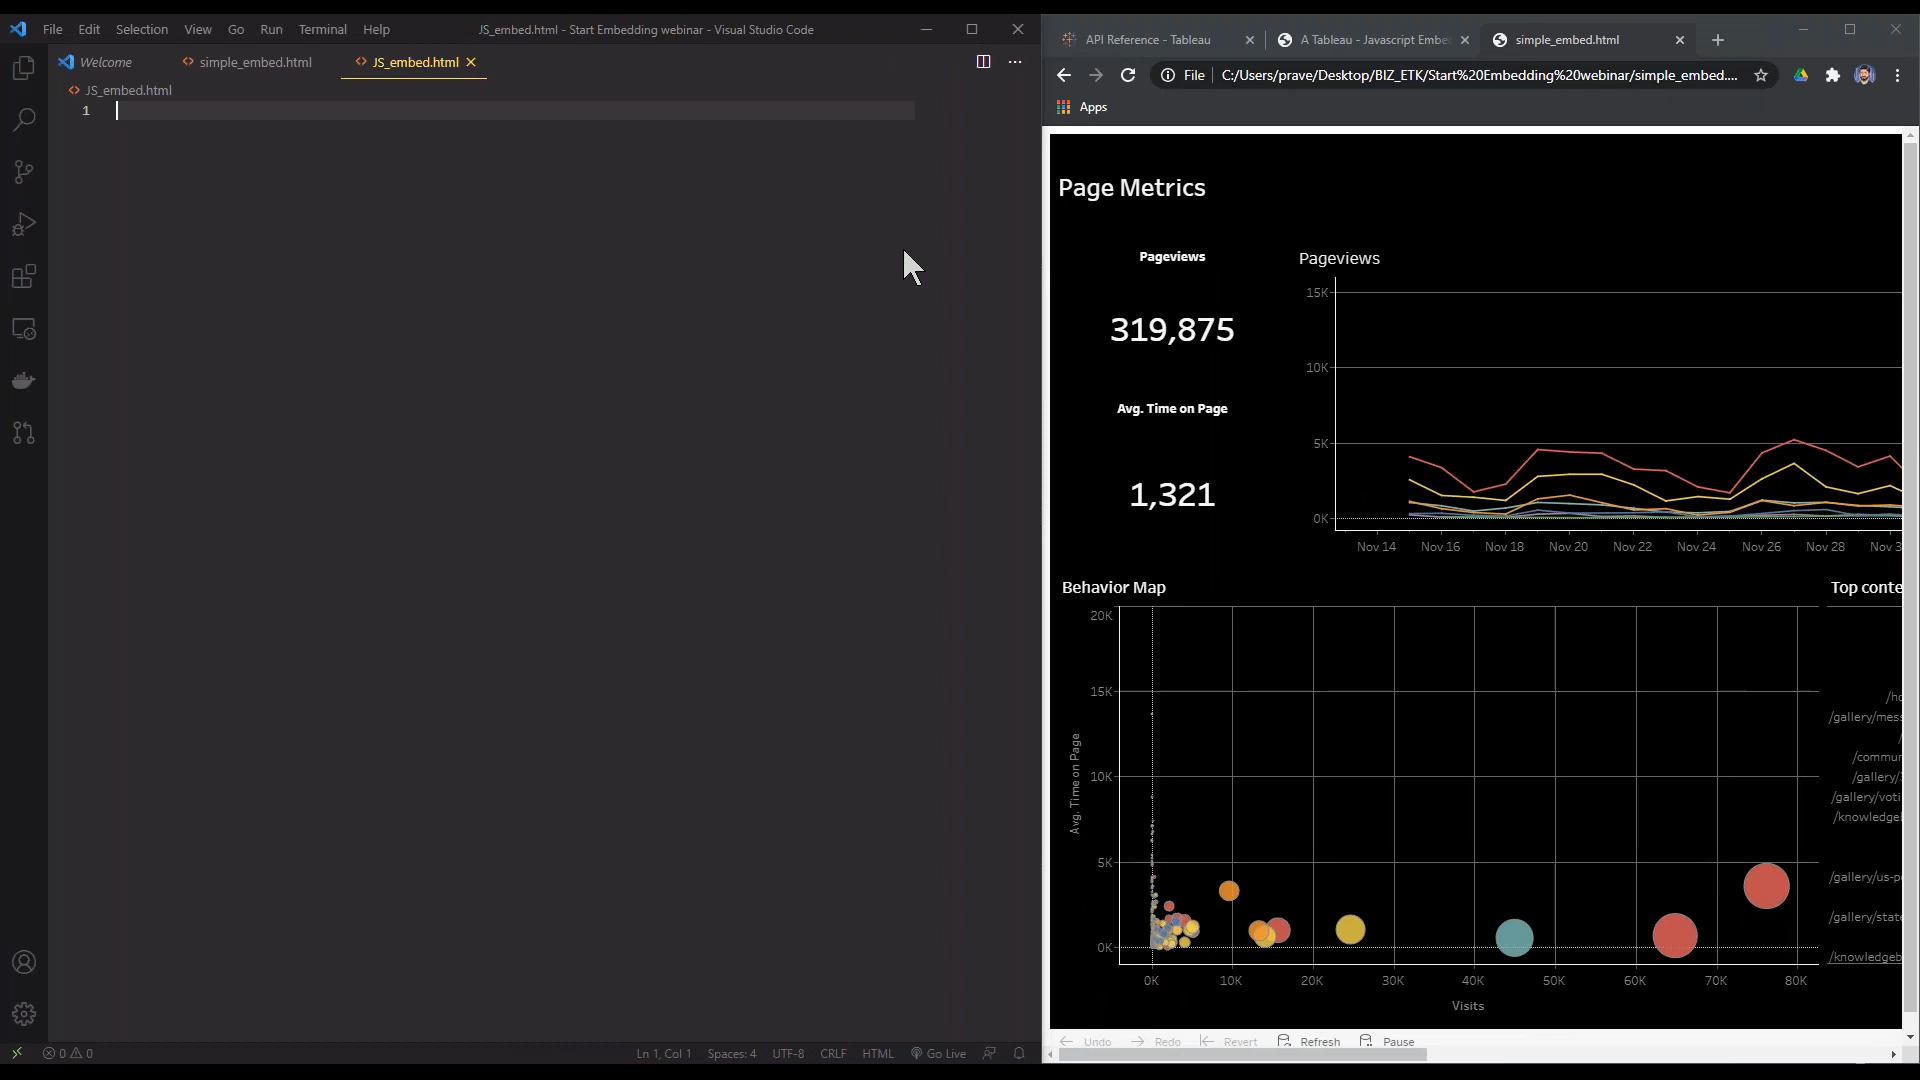 File Edit Selection View Go Run Terminal Help JS_embed.html - Start Embedding webinar - Visual Studio Code
Welcome simple_embed.html JS_embed.html
JS_embed.html
1
Ln 1, Col 1 Spaces: 4 UTF-8 CRLF HTML Go Live
0 0
API Reference - Tableau A Tableau - Javascript Embe simple_embed.html
File C:/Users/prave/Desktop/BIZ_ETK/Start%20Embedding%20webinar/simple_embed....
Apps
Page Metrics
Pageviews
319,875
Avg. Time on Page
1,321
Pageviews
15K
10K
5K
0K
Nov 14 Nov 16 Nov 18 Nov 20 Nov 22 Nov 24 Nov 26 Nov 28 Nov 3
Behavior Map
20K
15K
10K
5K
0K
Avg. Time on Page
0K 10K 20K 30K 40K 50K 60K 70K 80K
Visits
Top conte
/ho
/gallery/mess
/
/commun
/gallery/
/gallery/voti
/knowledge
/gallery/us-p
/gallery/state
/knowledgeb
Undo Redo Revert Refresh Pause